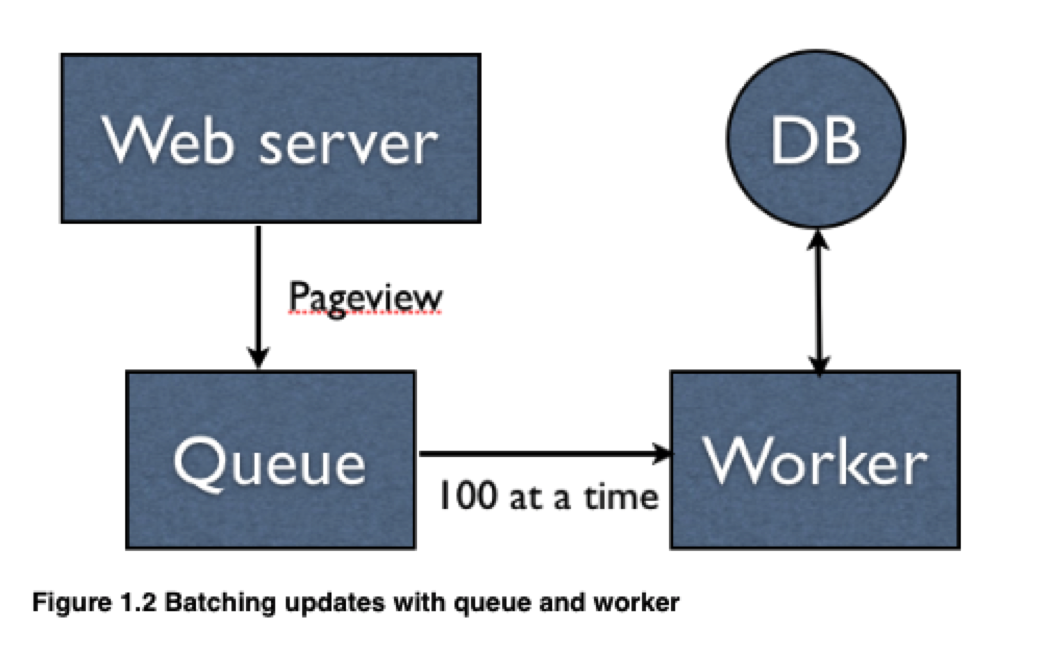 Web server
DB
Pageview
Queue
Worker
100 at a time
Figure 1.2 Batching updates with queue and worker